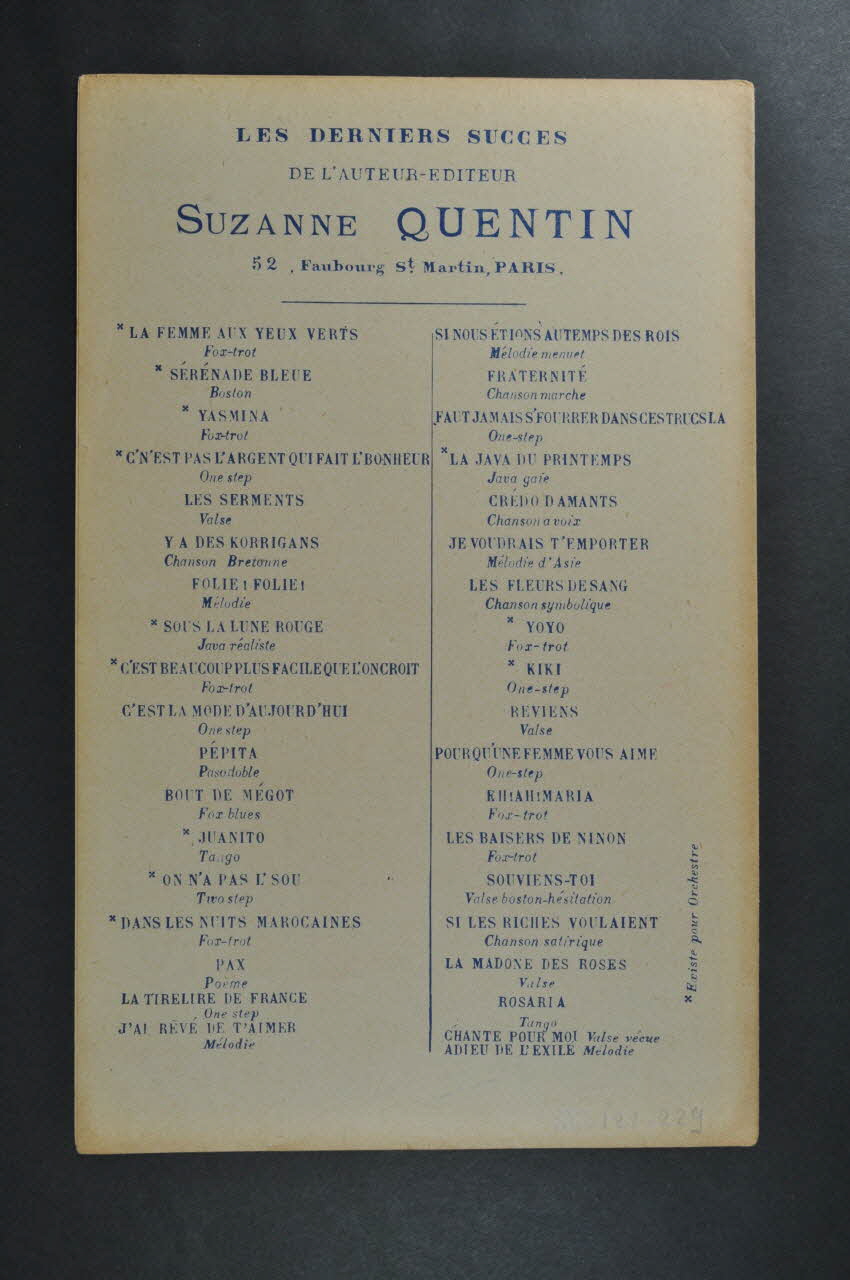 LES DERNIERS SUCCES
DE L'AUTEUR-EDITEUR
SUZANNE QUENTIN
52, Faubourg St Martin, PARIS.
* LA FEMME AUX YEUX VERTS
Fox-trot
* SÉRÉNADE BLEUE
Boston
* YASMINA
Fox-trot
* C'N'EST PAS L'ARGENT QUI FAIT L'BONHEUR
One step
LES SERMENTS
Valse
Y A DES KORRIGANS
Chanson Bretonne
FOLIE ! FOLIE !
Mélodie
* SOUS LA LUNE ROUGE
Java réaliste
* C'EST BEAUCOUP PLUS FACILE QUE L'ON CROIT
Fox-trot
C'EST LA MODE D'AUJOURD'HUI
One step
PÉPITA
Pasodoble
BOUT DE MÉGOT
Fox blues
* JUANITO
Tango
* ON N'A PAS L'SOU
Two step
* DANS LES NUITS MAROCAINES
Fox-trot
PAX
Poème
LA TIRELIRE DE FRANCE
One step
J'AI RÊVÉ DE T'AIMER
Mélodie
SI NOUS ÉTIONS AU TEMPS DES ROIS
Mélodie menuet
FRATERNITÉ
Chanson marche
FAUT JAMAIS S'FOURRER DANS CES TRUCS LA
One-step
* LA JAVA DU PRINTEMPS
Java gaie
CRÉDO D'AMANTS
Chanson a voix
JE VOUDRAIS T'EMPORTER
Mélodie d'Asie
LES FLEURS DE SANG
Chanson symbolique
* YOYO
Fox-trot
* KIKI
One-step
REVIENS
Valse
POUR QU'UNE FEMME VOUS AIME
One-step
EH! AH! MARIA
Fox-trot
LES BAISERS DE NINON
Fox-trot
SOUVIENS-TOI
Valse boston-hésitation
SI LES RICHES VOULAIENT
Chanson satirique
LA MADONE DES ROSES
Valse
ROSARIA
Tango
CHANTE POUR MOI Valse vécue
ADIEU DE L'EXILÉ Mélodie
* Existe pour Orchestre